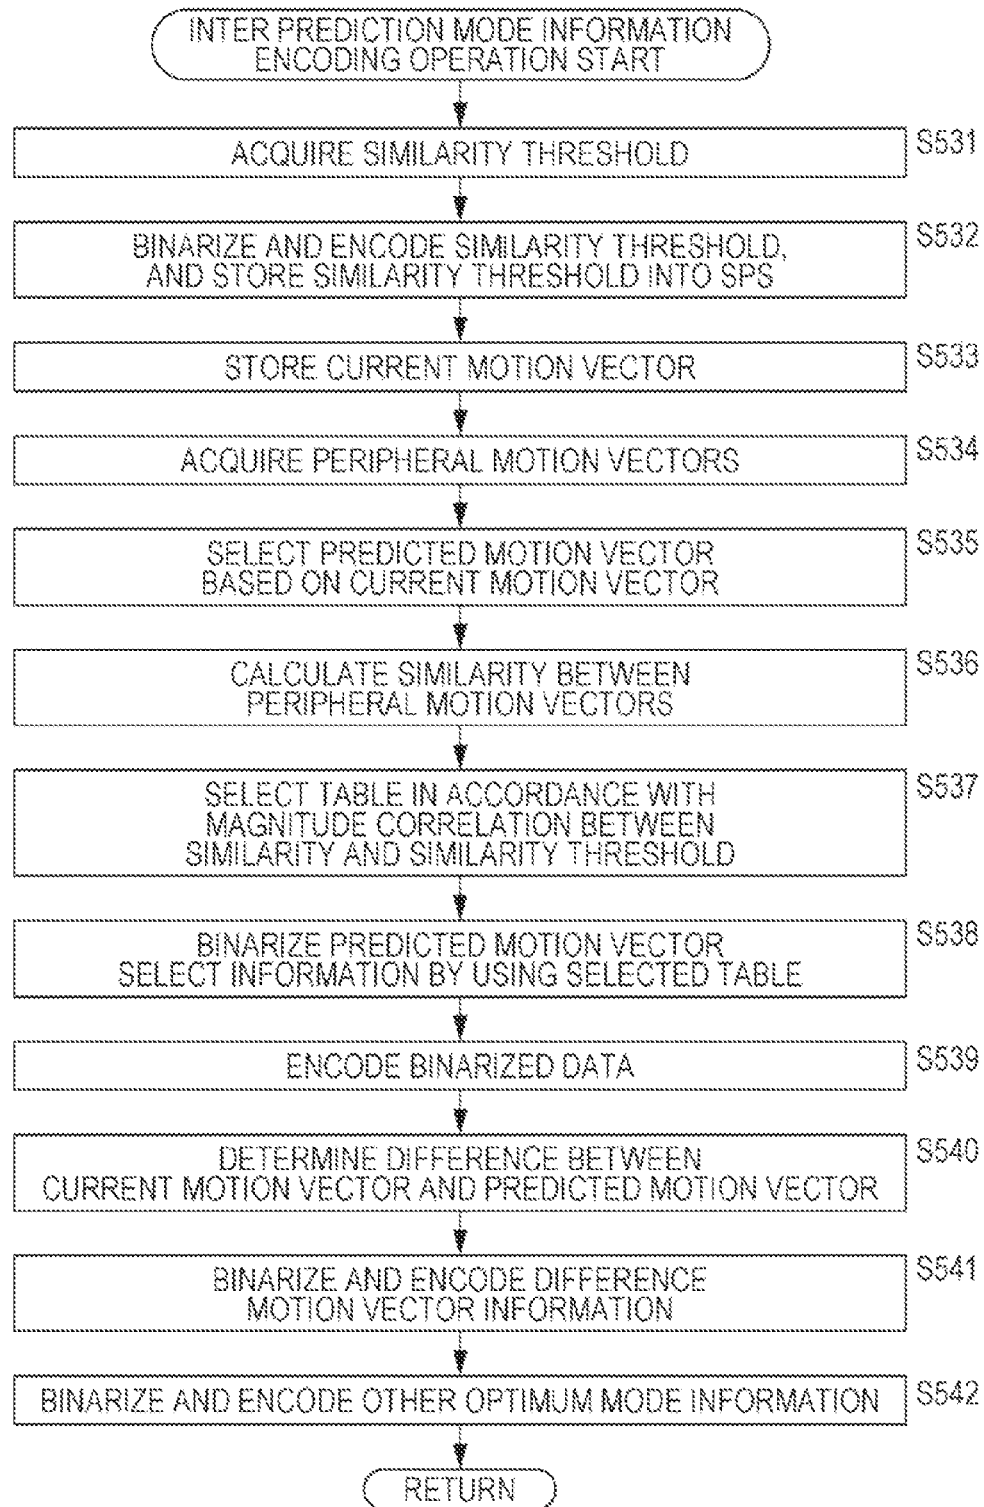 INTER PREDICTION MODE INFORMATION
ENCODING OPERATION START
ACQUIRE SIMILARITY THRESHOLD
S531
BINARIZE AND ENCODE SIMILARITY THRESHOLD,
AND STORE SIMILARITY THRESHOLD INTO SPS
S532
STORE CURRENT MOTION VECTOR
S533
ACQUIRE PERIPHERAL MOTION VECTORS
S534
SELECT PREDICTED MOTION VECTOR
BASED ON CURRENT MOTION VECTOR
S535
CALCULATE SIMILARITY BETWEEN
PERIPHERAL MOTION VECTORS
S536
SELECT TABLE IN ACCORDANCE WITH
MAGNITUDE CORRELATION BETWEEN
SIMILARITY AND SIMILARITY THRESHOLD
S537
BINARIZE PREDICTED MOTION VECTOR
SELECT INFORMATION BY USING SELECTED TABLE
S538
ENCODE BINARIZED DATA
S539
DETERMINE DIFFERENCE BETWEEN
CURRENT MOTION VECTOR AND PREDICTED MOTION VECTOR
S540
BINARIZE AND ENCODE DIFFERENCE
MOTION VECTOR INFORMATION
S541
BINARIZE AND ENCODE OTHER OPTIMUM MODE INFORMATION
S542
RETURN